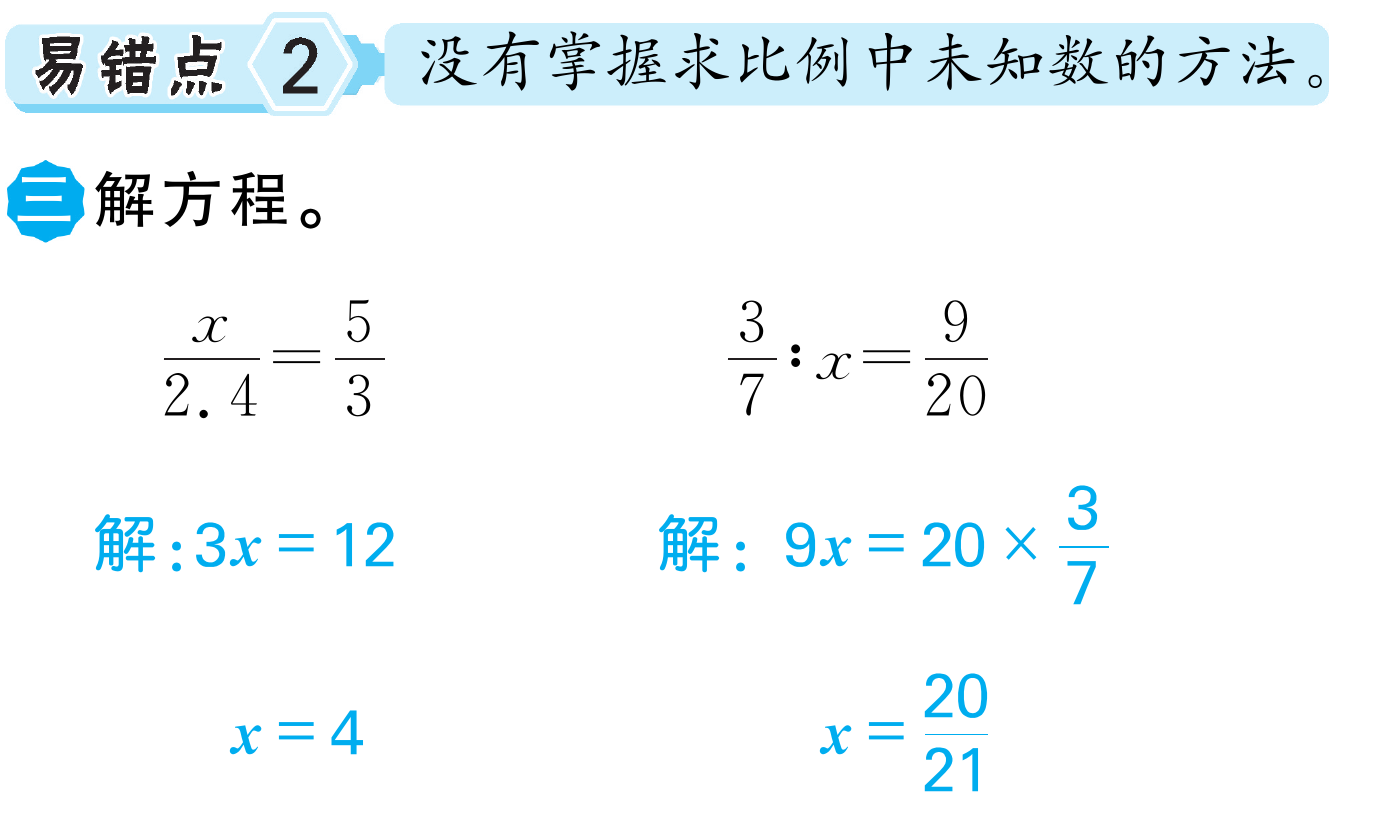 易错点 2 没有掌握求比例中未知数的方法。
三 解方程。
x/2.4=5/3 3/7:x=9/20
解:3x=12 解:9x=20×3/7
x=4 x=20/21